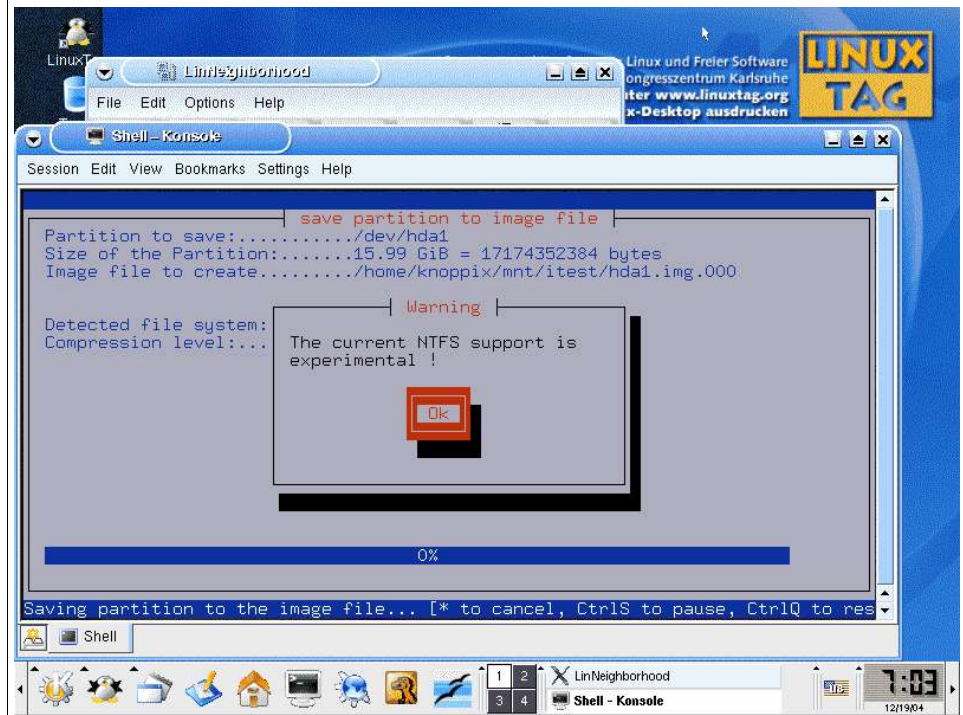 LinuxT
LinNeighborhood
File Edit Options Help
Linux und Freier Software
ongresszentrum Karlsruhe
ter www.linuxtag.org
x-Desktop ausdrucken
LINUX
TAG
Shell - Konsole
Session Edit View Bookmarks Settings Help
save partition to image file
Partition to save:.........../dev/hda1
Size of the Partition:.......15.99 GiB = 17174352384 bytes
Image file to create........./home/knoppix/mnt/itest/hda1.img.000
Detected file system:
Compression level:...
Warning
The current NTFS support is
experimental !
Ok
0%
Saving partition to the image file... [* to cancel, CtrlS to pause, CtrlQ to res
Shell
1 2
3 4
LinNeighborhood
Shell - Konsole
7:03
12/19/04